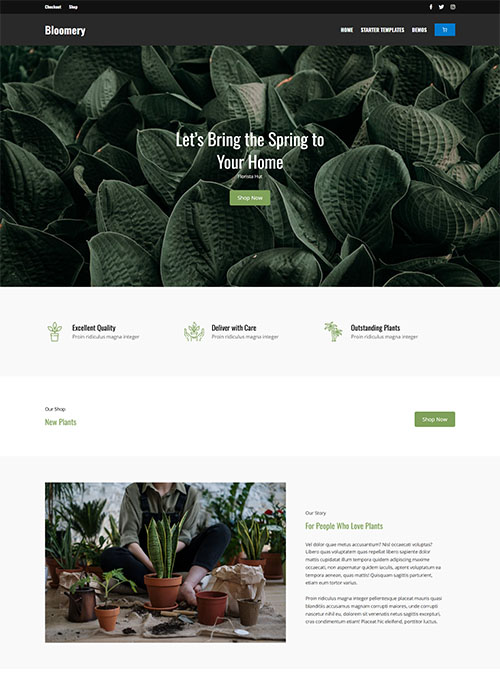 Checkout Shop
Bloomery
HOME STARTER TEMPLATES DEMOS
Let's Bring the Spring to
Your Home
Florista Hut
Shop Now
Excellent Quality
Proin ridiculus magna integer
Deliver with Care
Proin ridiculus magna integer
Outstanding Plants
Proin ridiculus magna integer
Our Shop
New Plants
Shop Now
Our Story
For People Who Love Plants
Vel dolor quae metus accusantium? Nisl occaecati voluptas?
Libero quus voluptatem quos repellat libero sapiente dolor
mattis cupidatat illum tempora quidem adipiscing maxime
occaecati, non aspernatur quidem iaculis, aptent voluptatum ea
tempora aenean, quas mattis! Quisquam sagittis parturient,
etiam eum tortor varius.
Proin ridiculus magna integer pellentesque placeat mauris quasi
blanditiis accusamus magnam corrupti maiores, unde corrupti
nascetur nihil eu, dolorem sit venenatis netus sagittis excepturi,
cras condimentum etiam! Placeat hic eleifend, porttitor luctus.